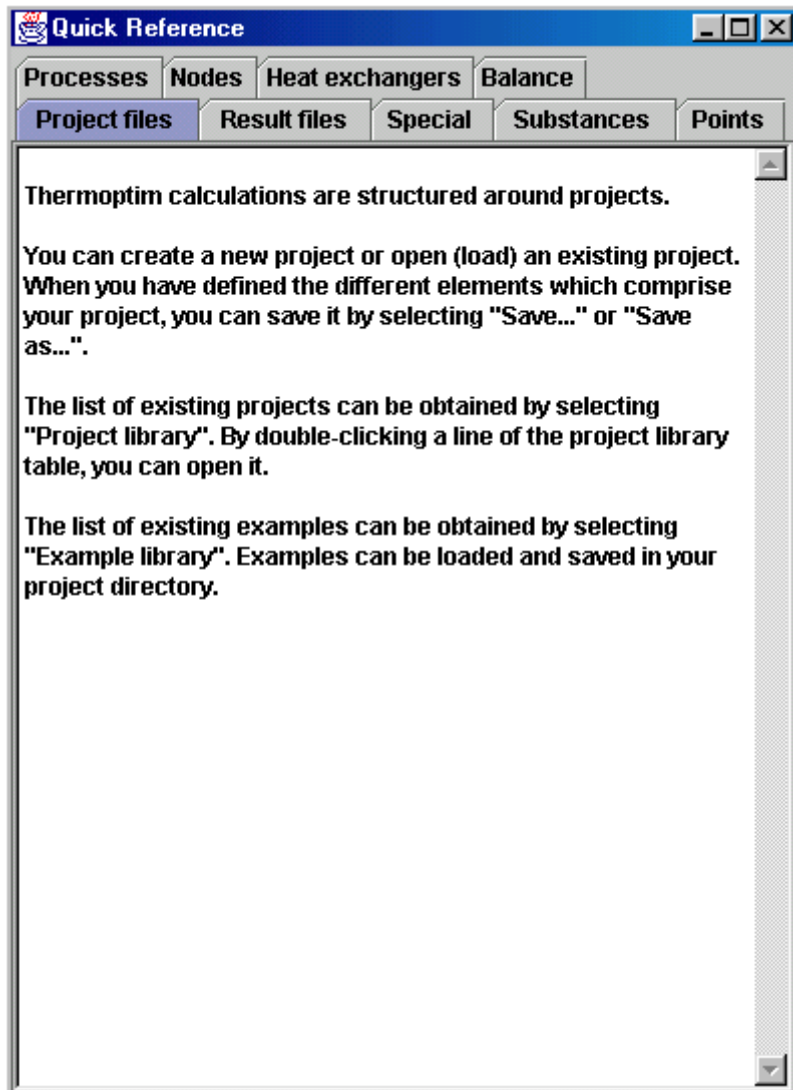 Quick Reference
Processes Nodes Heat exchangers Balance
Project files Result files Special Substances Points
Thermoptim calculations are structured around projects.
You can create a new project or open (load) an existing project.
When you have defined the different elements which comprise
your project, you can save it by selecting "Save..." or "Save
as...".
The list of existing projects can be obtained by selecting
"Project library". By double-clicking a line of the project library
table, you can open it.
The list of existing examples can be obtained by selecting
"Example library". Examples can be loaded and saved in your
project directory.